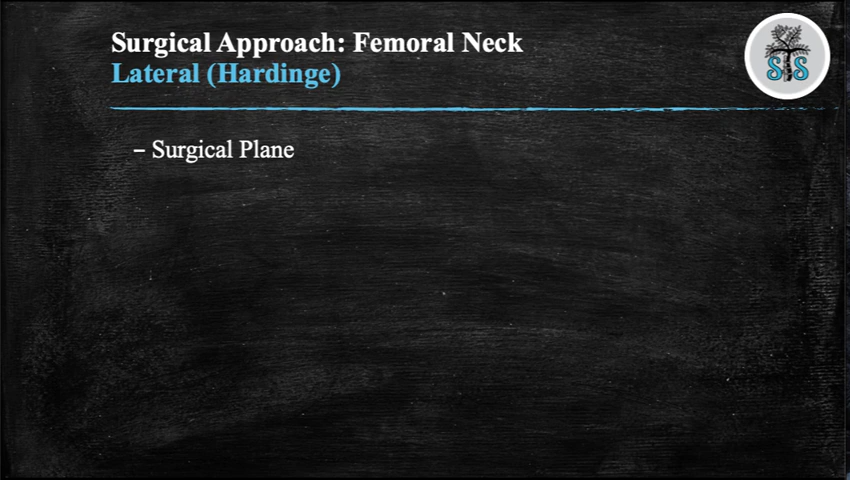 Surgical Approach: Femoral Neck
Lateral (Hardinge)
STS
– Surgical Plane